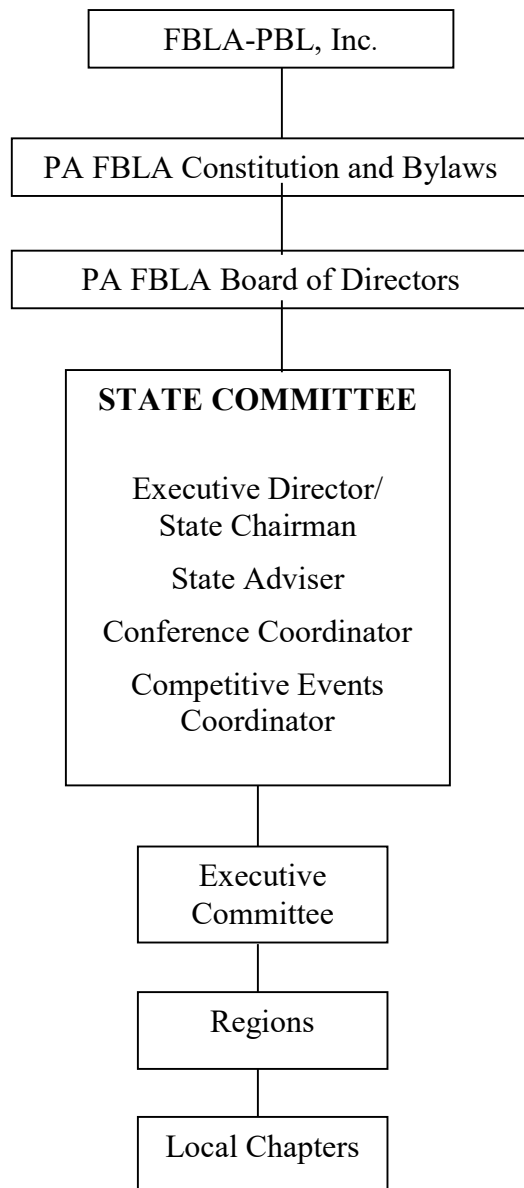 FBLA-PBL, Inc.
PA FBLA Constitution and Bylaws
PA FBLA Board of Directors
STATE COMMITTEE
Executive Director/
State Chairman
State Adviser
Conference Coordinator
Competitive Events
Coordinator
Executive
Committee
Regions
Local Chapters